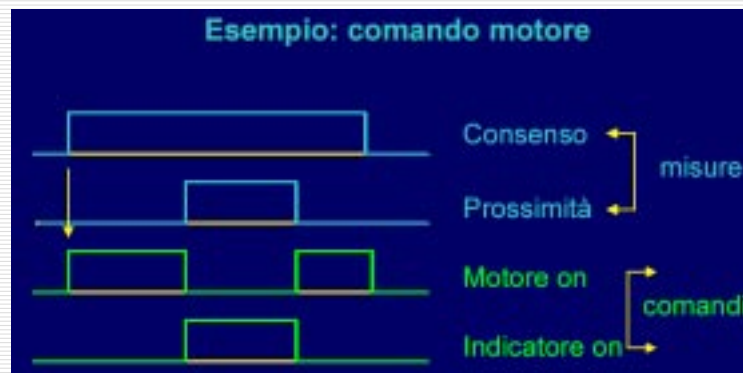 Esempio: comando motore
Consenso
misure
Prossimità
Motore on
comandi
Indicatore on